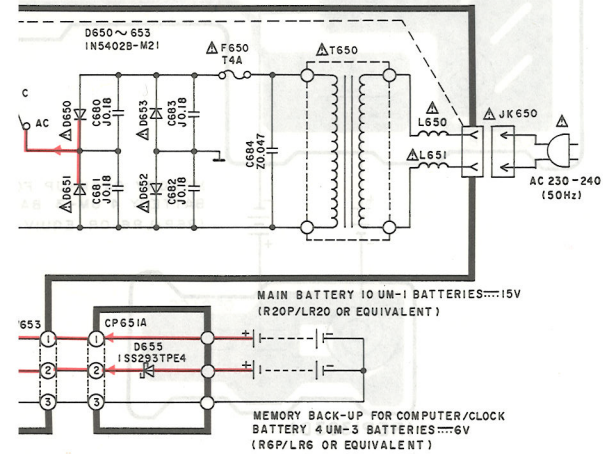 D650～653
1N5402B-M21
⚠F650
T4A
⚠T650
C
AC
⚠D650
C680
J0.18
⚠D653
C683
J0.18
C684
Z0.047
⚠D651
C681
J0.18
⚠D652
C682
J0.18
⚠
L650
⚠L651
⚠JK650
⚠
AC 230-240
(50Hz)
MAIN BATTERY 10 UM-1 BATTERIES⎓15V
(R20P/LR20 OR EQUIVALENT)
653
CP651A
1
1
D655
1SS293TPE4
+
-
2
2
+
-
3
3
MEMORY BACK-UP FOR COMPUTER/CLOCK
BATTERY 4 UM-3 BATTERIES⎓6V
(R6P/LR6 OR EQUIVALENT)